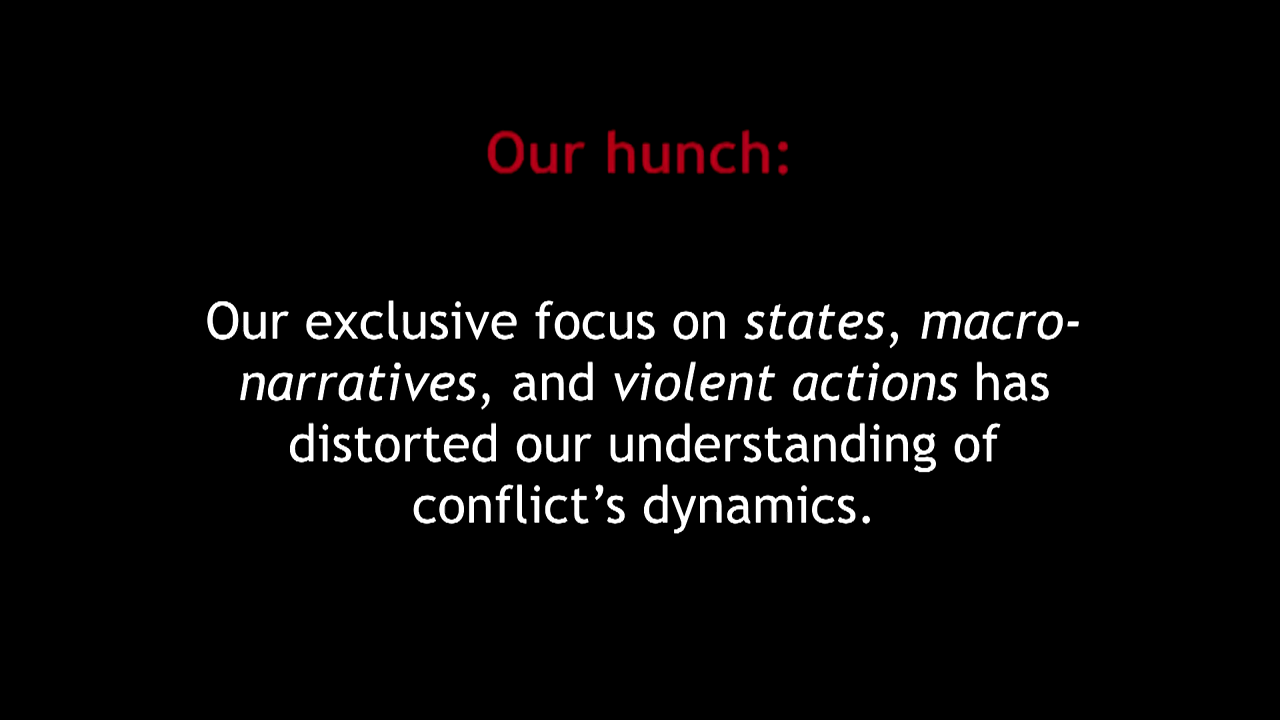 Our hunch:
Our exclusive focus on states, macro-
narratives, and violent actions has
distorted our understanding of
conflict’s dynamics.